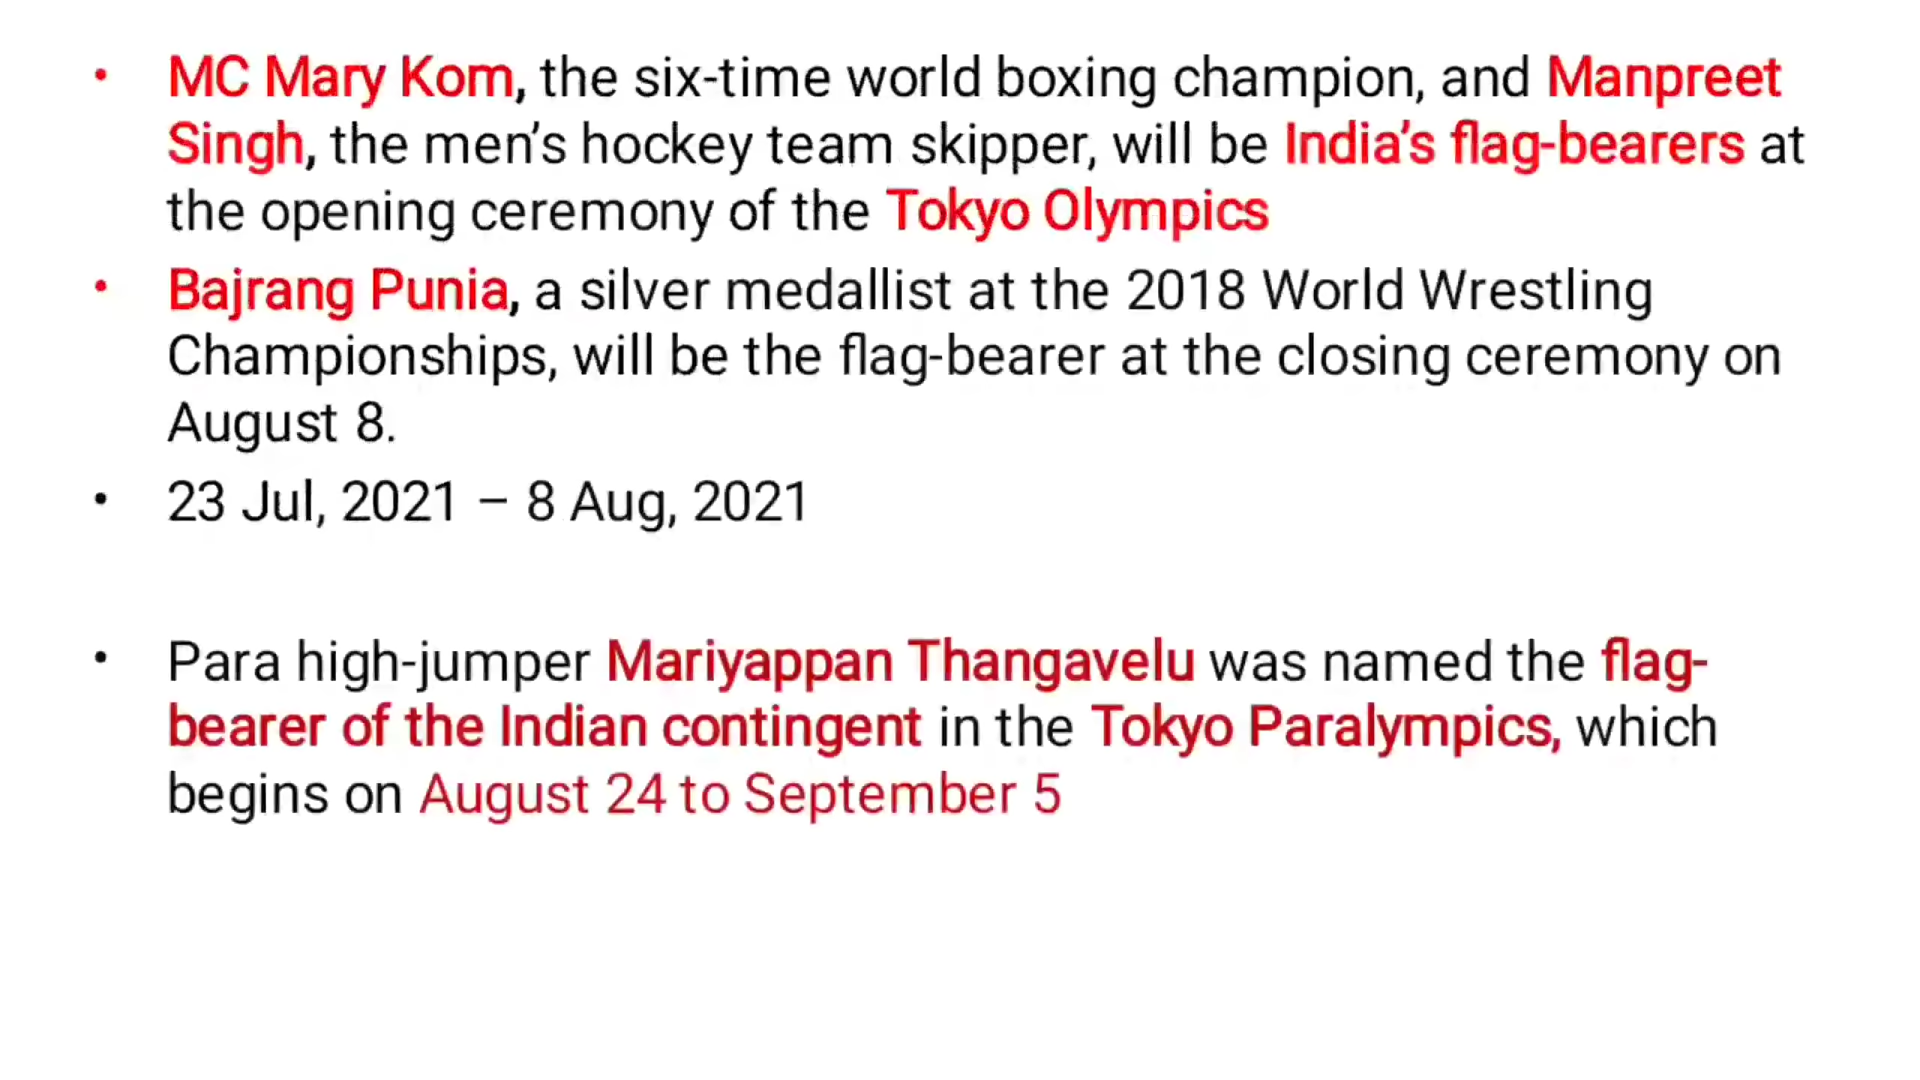 • MC Mary Kom, the six-time world boxing champion, and Manpreet
Singh, the men’s hockey team skipper, will be India’s flag-bearers at
the opening ceremony of the Tokyo Olympics
• Bajrang Punia, a silver medallist at the 2018 World Wrestling
Championships, will be the flag-bearer at the closing ceremony on
August 8.
• 23 Jul, 2021 – 8 Aug, 2021
• Para high-jumper Mariyappan Thangavelu was named the flag-
bearer of the Indian contingent in the Tokyo Paralympics, which
begins on August 24 to September 5